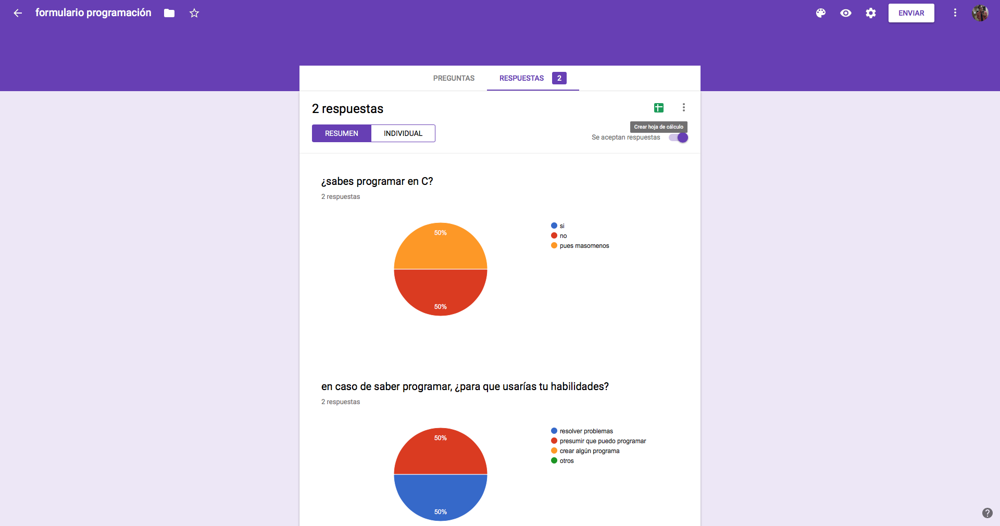 formulario programación
ENVIAR
PREGUNTAS RESPUESTAS 2
2 respuestas
Crear hoja de cálculo
RESUMEN INDIVIDUAL
Se aceptan respuestas
¿sabes programar en C?
2 respuestas
50%
50%
si
no
pues masomenos
en caso de saber programar, ¿para que usarías tu habilidades?
2 respuestas
50%
50%
resolver problemas
presumir que puedo programar
crear algún programa
otros